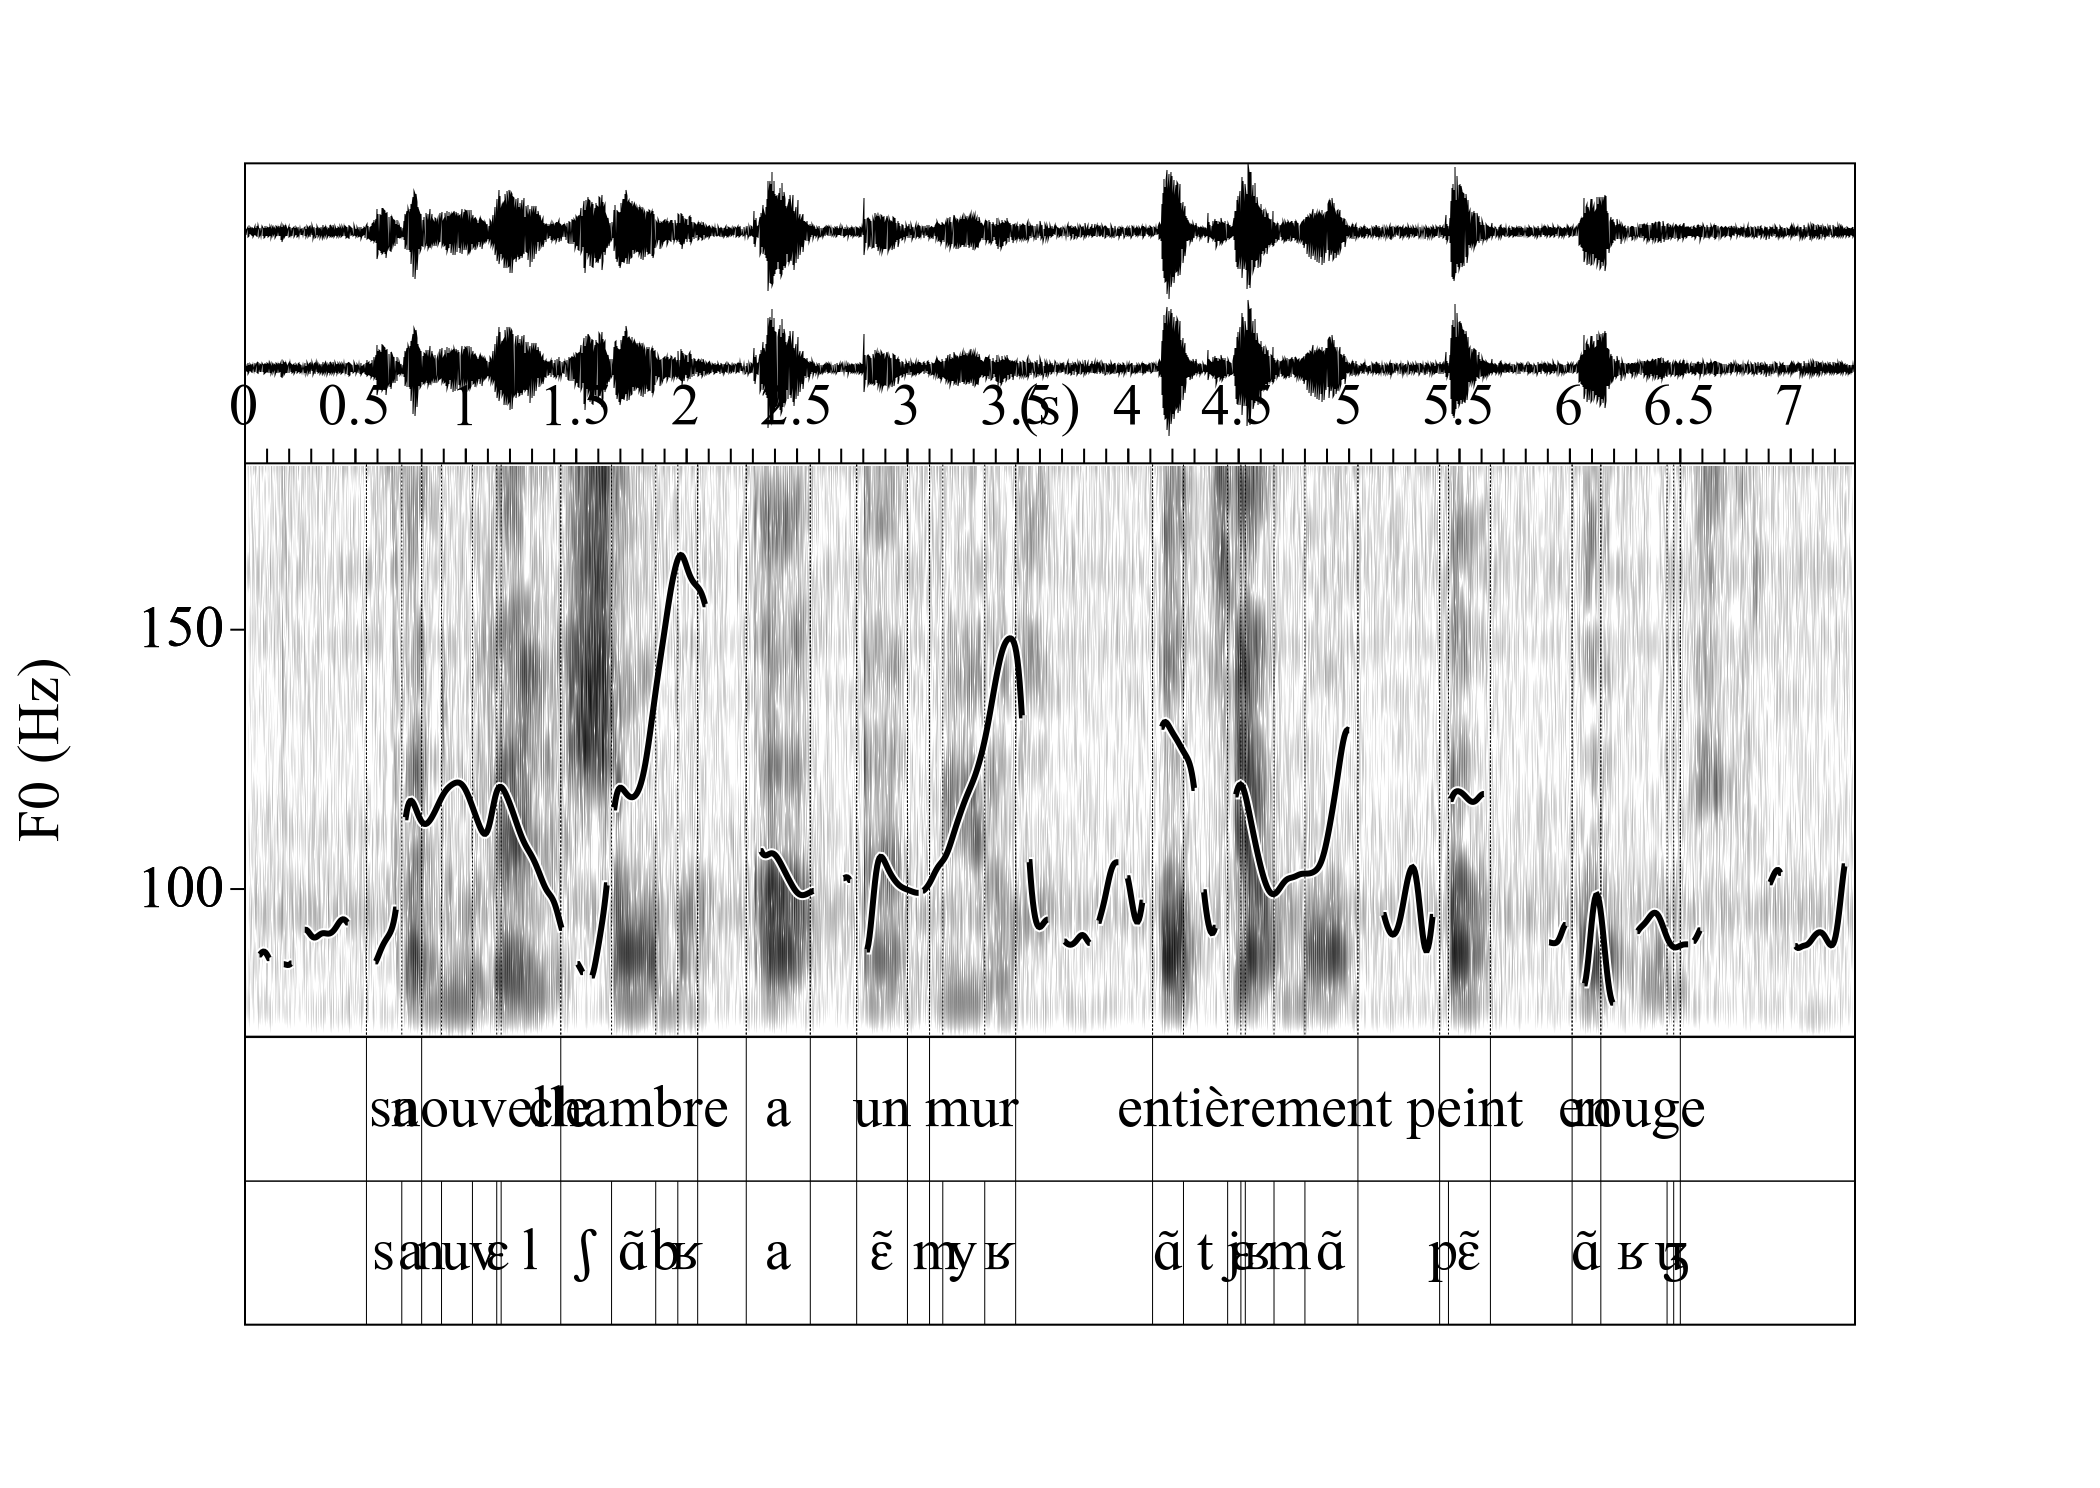 0 0.5 1 1.5 2 2.5 3 3.5 (s) 4 4.5 5 5.5 6 6.5 7
F0 (Hz)
150
100
sa nouvelle chambre a un mur entièrement peint en rouge
s a n u v ɛ l ʃ ɑ̃ b ʁ a ɛ̃ m y ʁ ɑ̃ t j ɛ ʁ m ɑ̃ p ɛ̃ ɑ̃ ʁ u ʒ